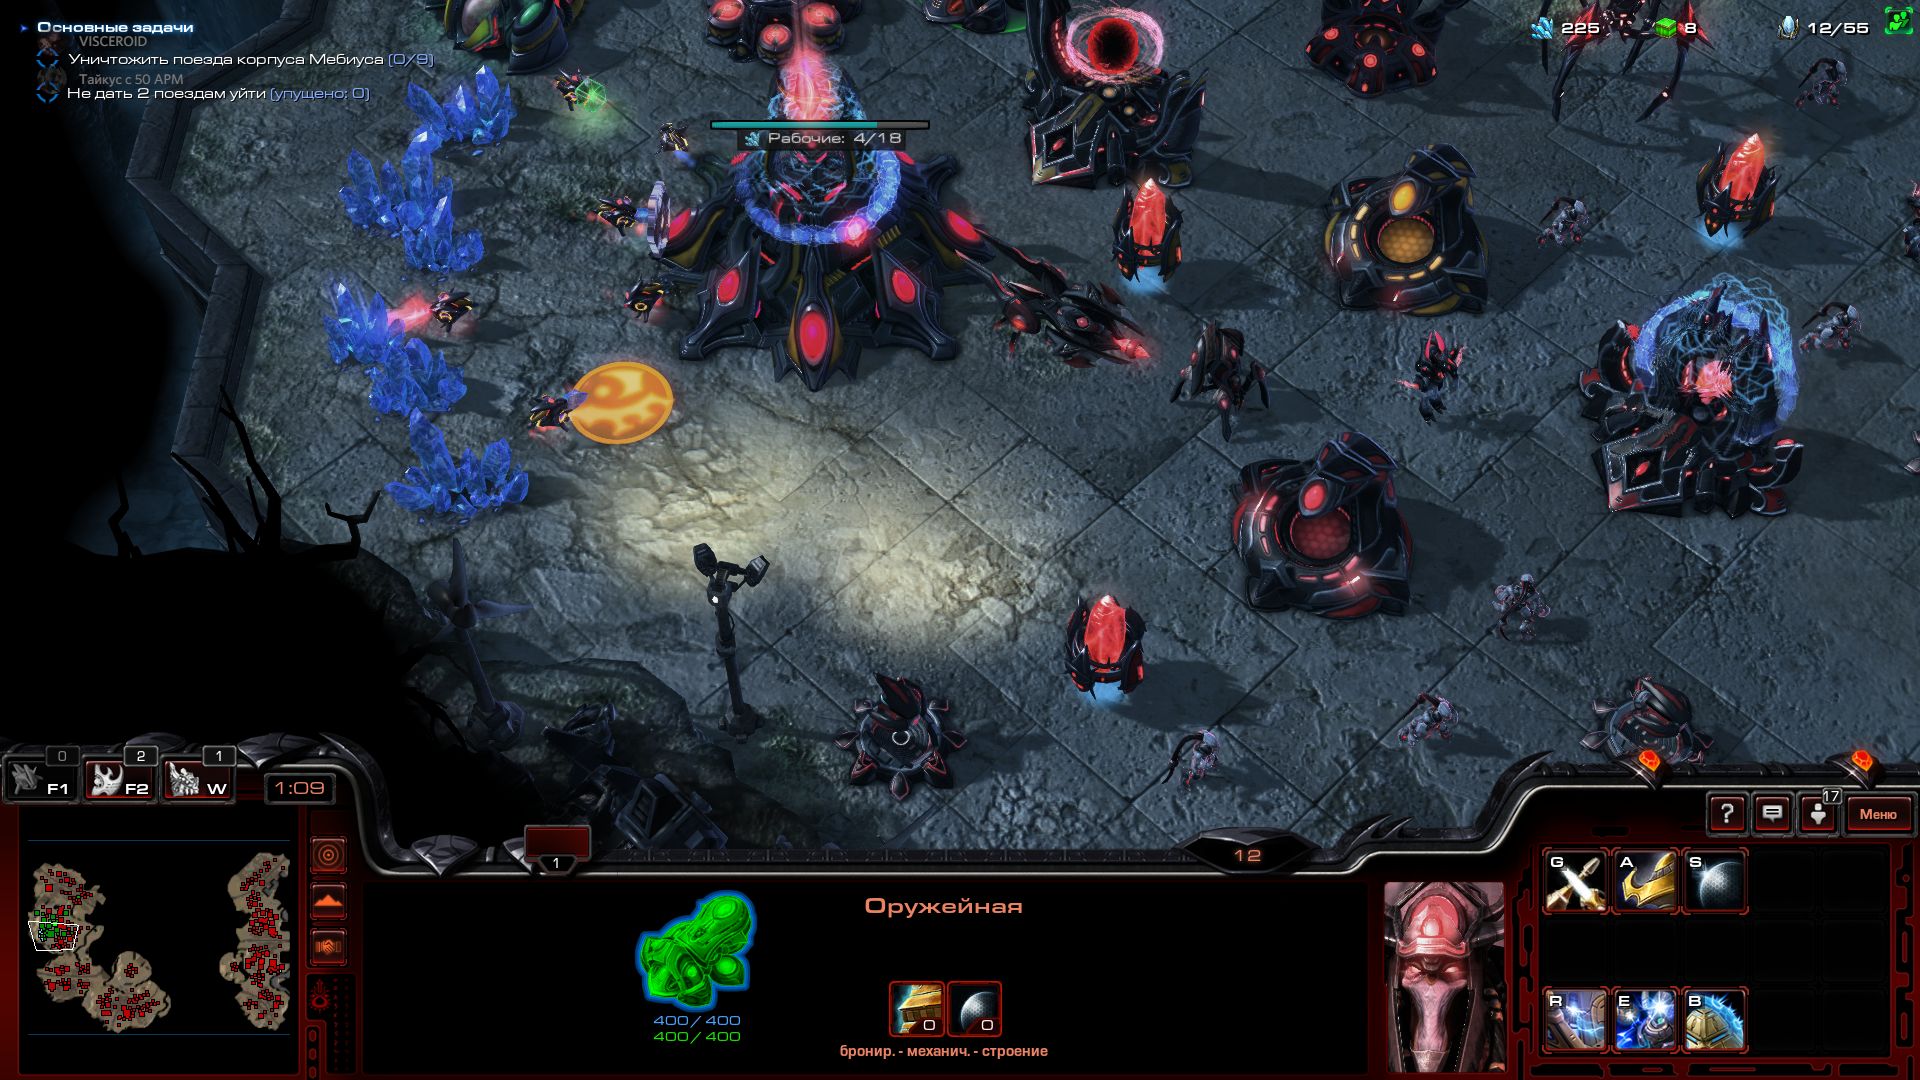 Основные задачи
VISCEROID
Уничтожить поезда корпуса Мебиуса (0/9)
Тайкус с 50 APM
Не дать 2 поездам уйти (упущено: 0)
225
8
12/55
Рабочие: 4/18
0
2
1
F1
F2
W
1:09
1
12
17
?
Меню
Оружейная
400/400
400/400
0
0
бронир. - механич. - строение
G
A
S
R
E
B